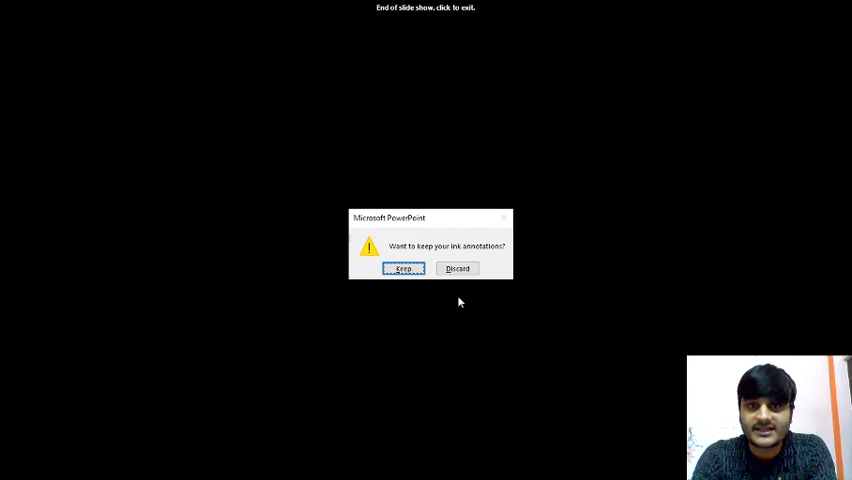 End of slide show, click to exit.
Microsoft PowerPoint
Want to keep your ink annotations?
Keep
Discard